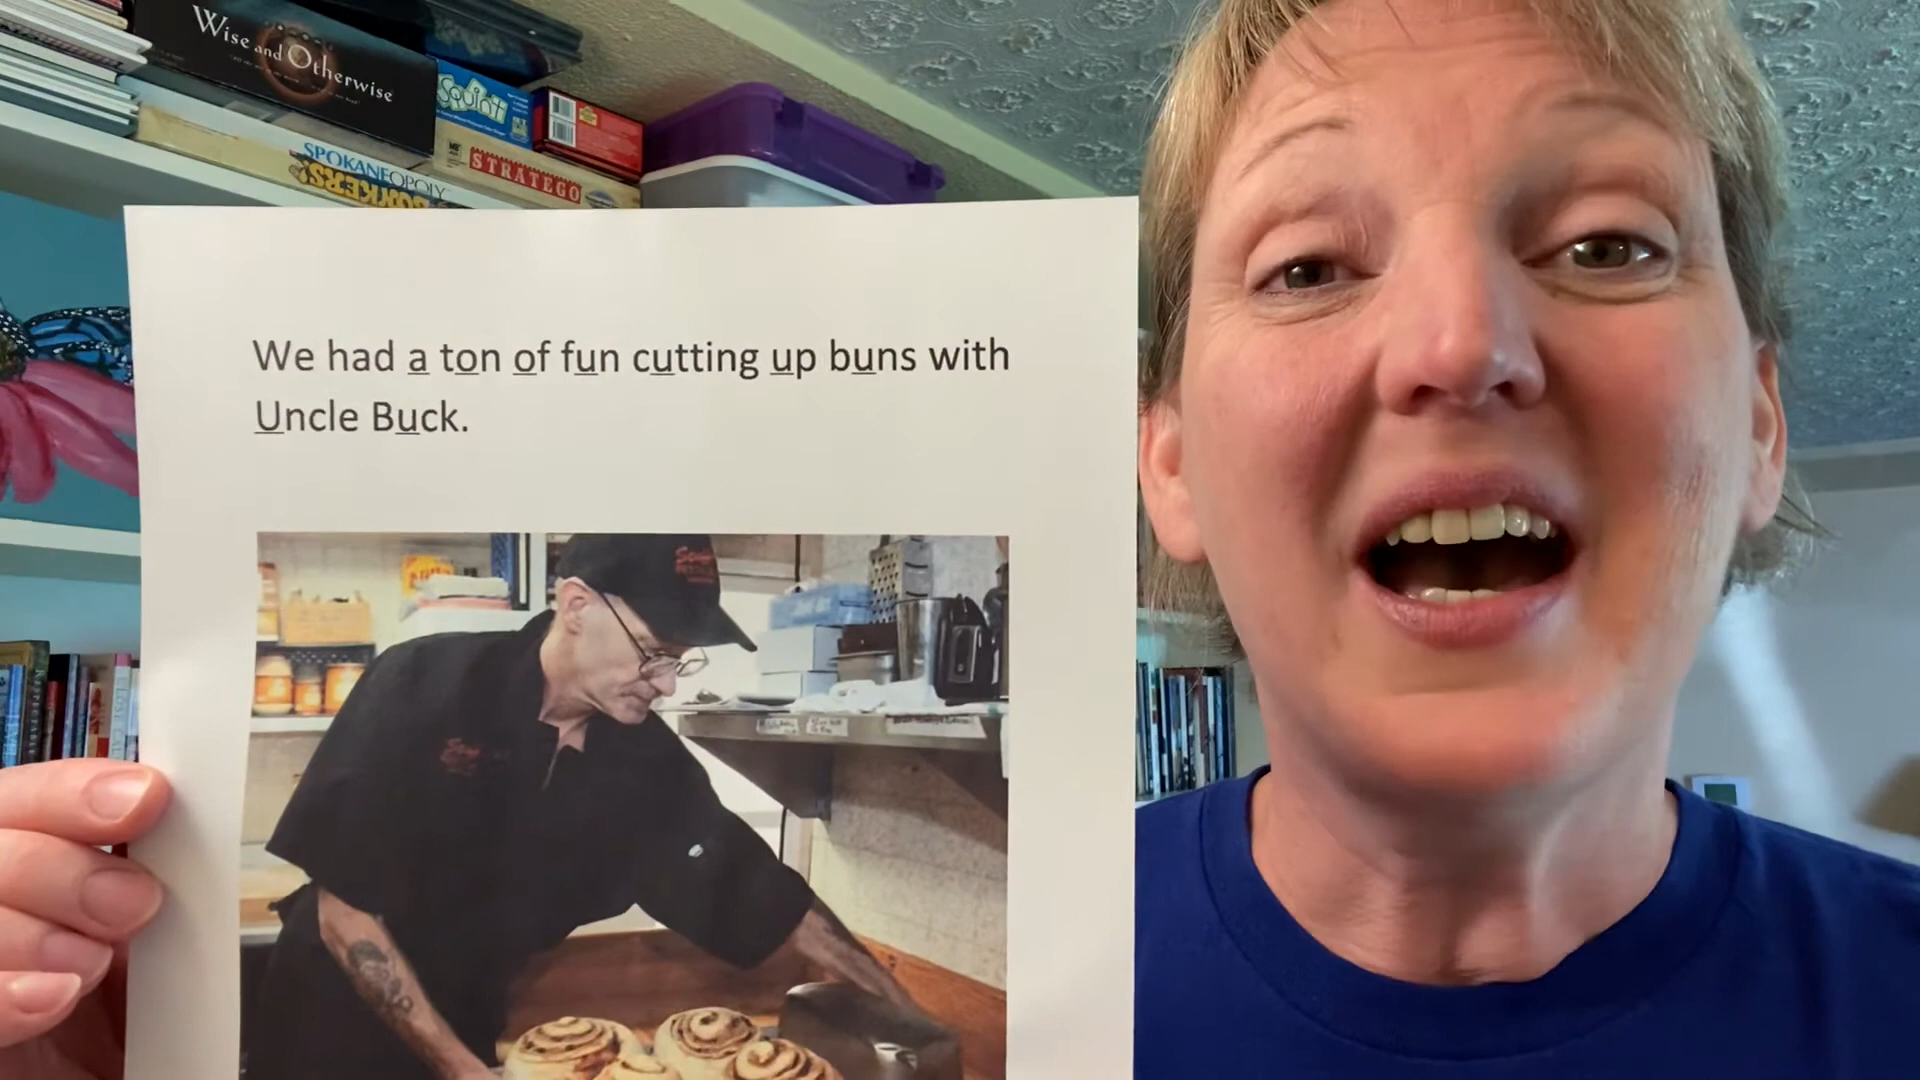 Wise and Otherwise
Squint
STRATEGO
SPOKANEOPOLY
We had a ton of fun cutting up buns with
Uncle Buck.